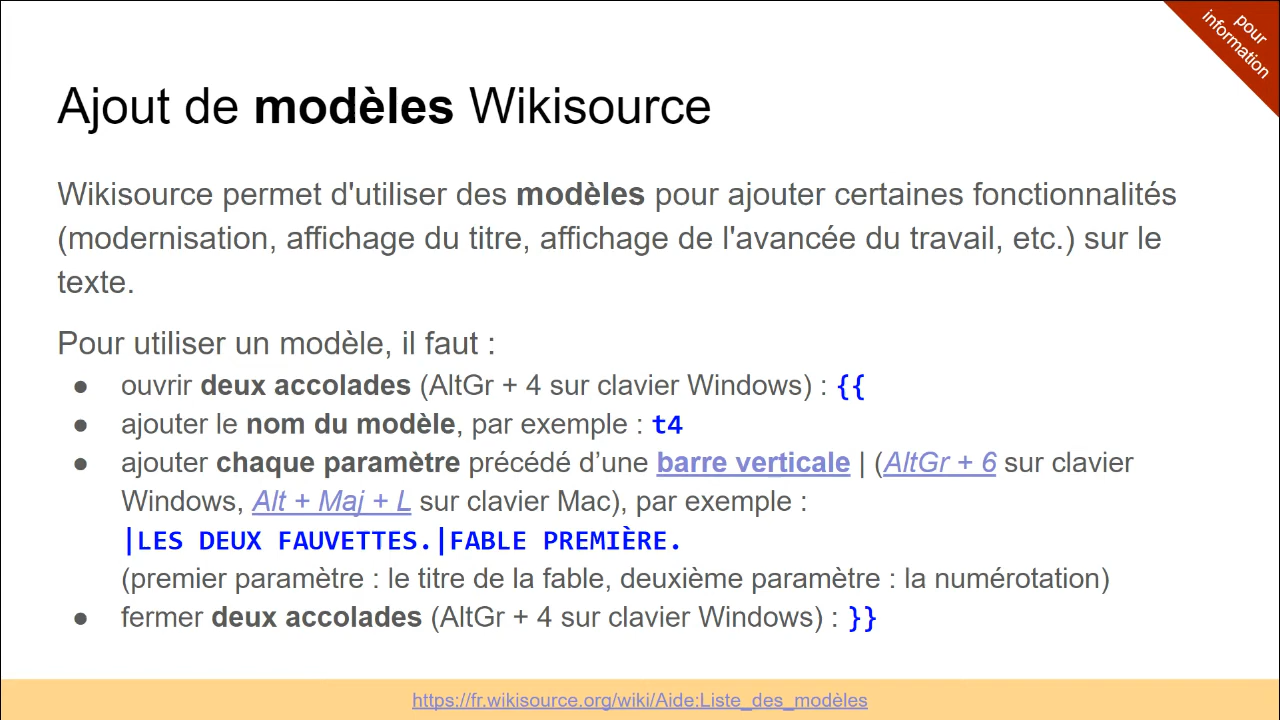 pour
information
Ajout de modèles Wikisource
Wikisource permet d'utiliser des modèles pour ajouter certaines fonctionnalités
(modernisation, affichage du titre, affichage de l'avancée du travail, etc.) sur le
texte.
Pour utiliser un modèle, il faut :
● ouvrir deux accolades (AltGr + 4 sur clavier Windows) : {{
● ajouter le nom du modèle, par exemple : t4
● ajouter chaque paramètre précédé d’une barre verticale | (AltGr + 6 sur clavier
Windows, Alt + Maj + L sur clavier Mac), par exemple :
|LES DEUX FAUVETTES.|FABLE PREMIÈRE.
(premier paramètre : le titre de la fable, deuxième paramètre : la numérotation)
● fermer deux accolades (AltGr + 4 sur clavier Windows) : }}
https://fr.wikisource.org/wiki/Aide:Liste_des_modèles